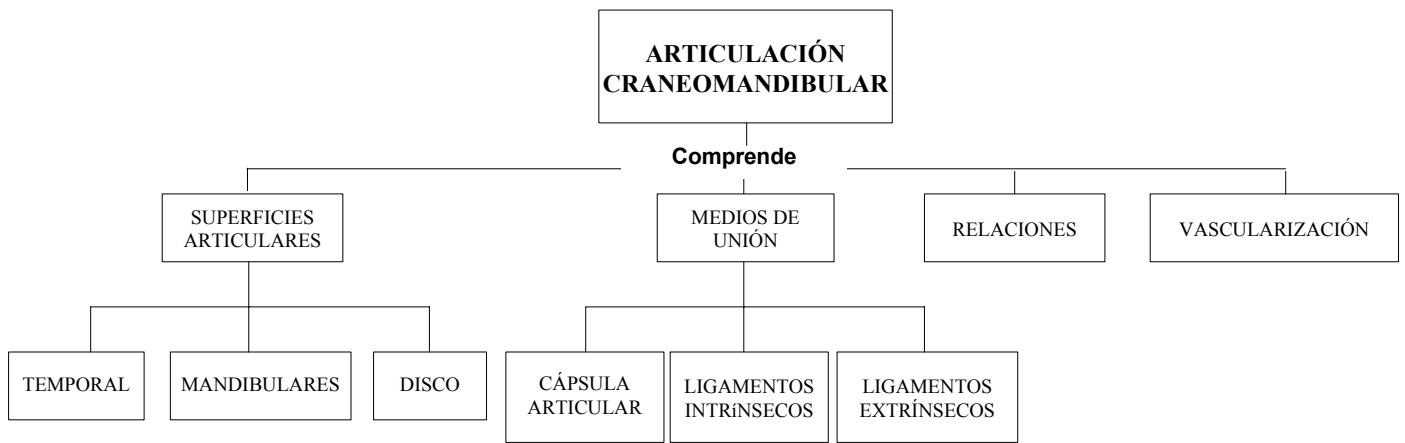 ARTICULACIÓN
CRANEOMANDIBULAR
Comprende
SUPERFICIES
ARTICULARES
MEDIOS DE
UNIÓN
RELACIONES
VASCULARIZACIÓN
TEMPORAL
MANDIBULARES
DISCO
CÁPSULA
ARTICULAR
LIGAMENTOS
INTRíNSECOS
LIGAMENTOS
EXTRÍNSECOS